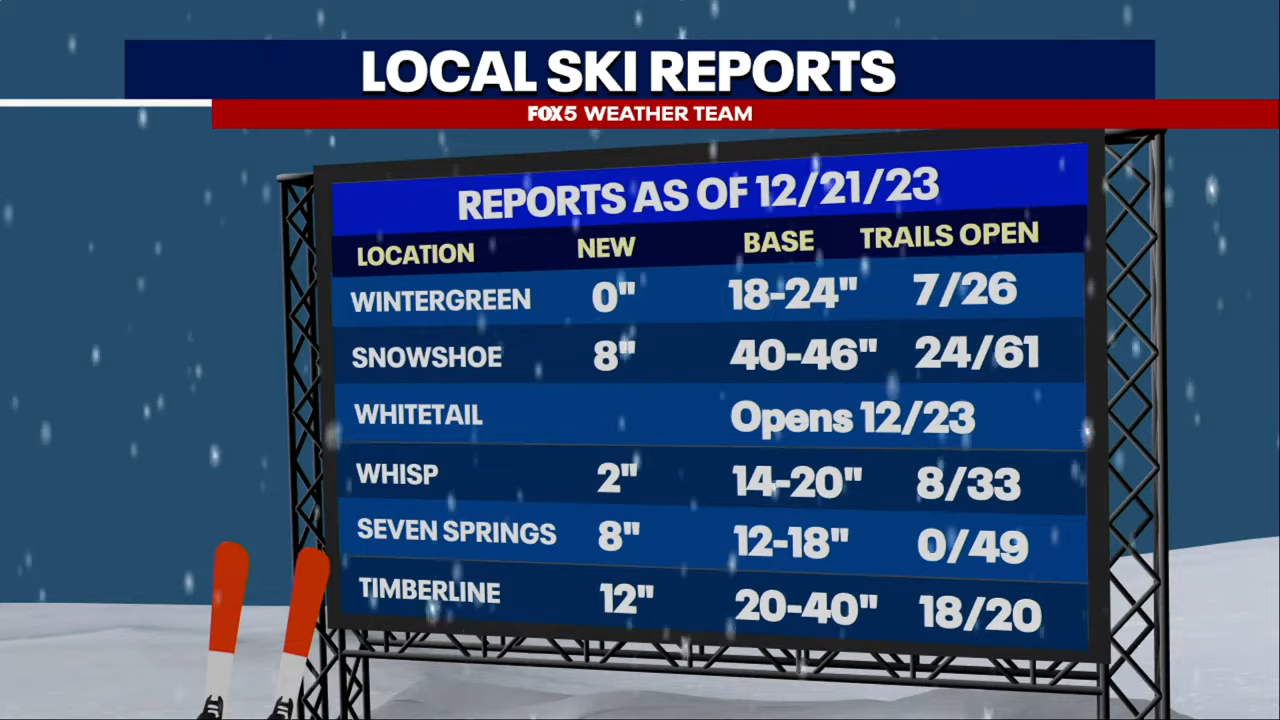 LOCAL SKI REPORTS
FOX5 WEATHER TEAM
REPORTS AS OF 12/21/23
LOCATION NEW BASE TRAILS OPEN
WINTERGREEN 0" 18-24" 7/26
SNOWSHOE 8" 40-46" 24/61
WHITETAIL Opens 12/23
WHISP 2" 14-20" 8/33
SEVEN SPRINGS 8" 12-18" 0/49
TIMBERLINE 12" 20-40" 18/20